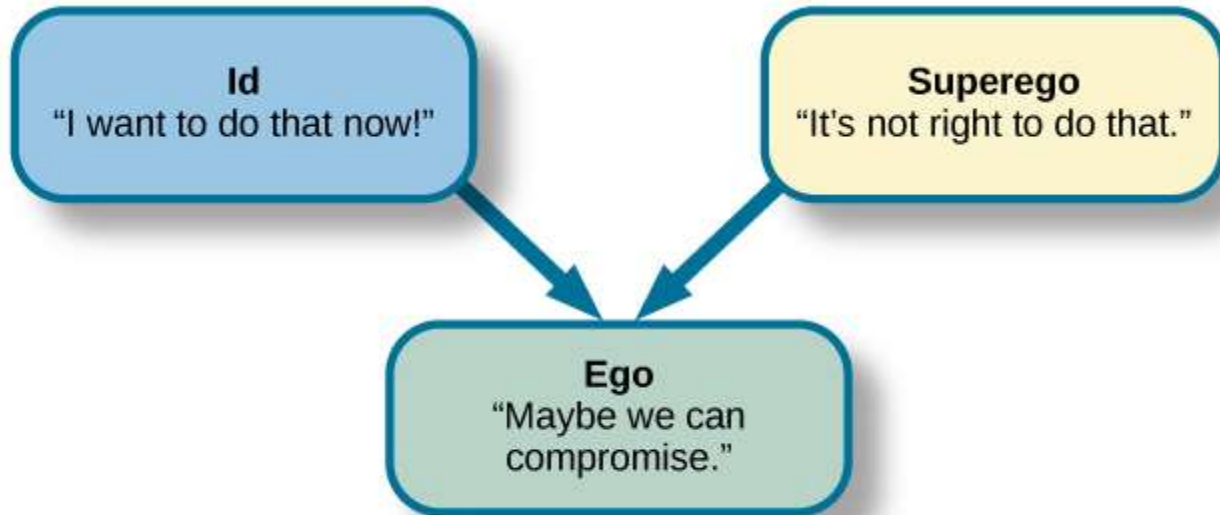 Id
“I want to do that now!”
Superego
“It’s not right to do that.”
Ego
“Maybe we can
compromise.”